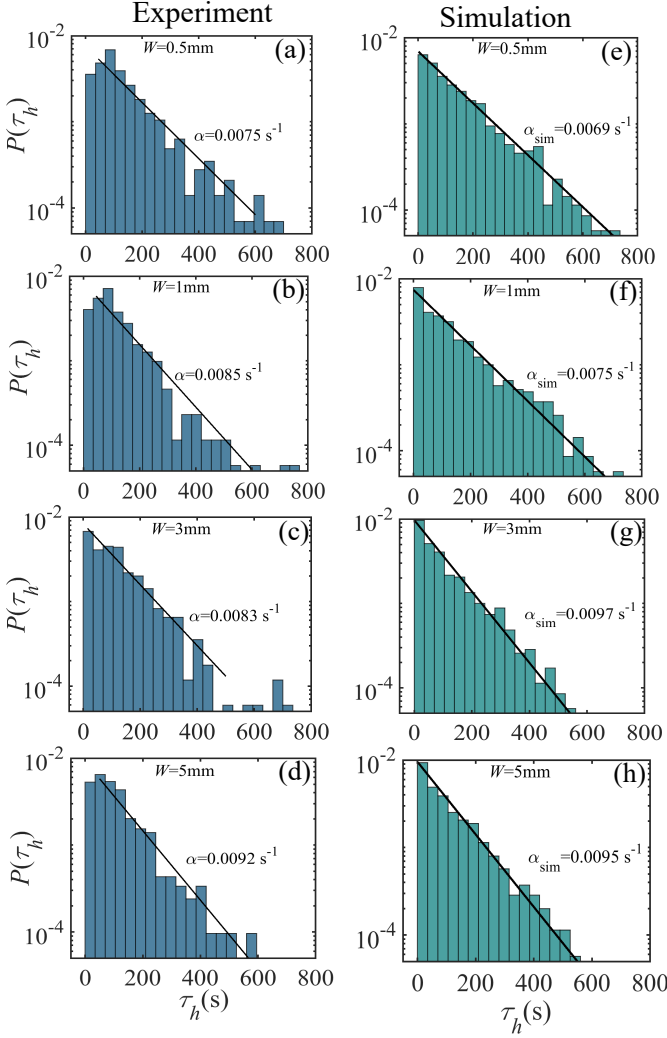 Experiment
Simulation
(a)
W=0.5mm
α=0.0075 s⁻¹
P(τₕ)
10⁻²
10⁻⁴
0 200 400 600 800
(e)
W=0.5mm
α_sim=0.0069 s⁻¹
10⁻²
10⁻⁴
0 200 400 600 800
(b)
W=1mm
α=0.0085 s⁻¹
P(τₕ)
10⁻²
10⁻⁴
0 200 400 600 800
(f)
W=1mm
α_sim=0.0075 s⁻¹
10⁻²
10⁻⁴
0 200 400 600 800
(c)
W=3mm
α=0.0083 s⁻¹
P(τₕ)
10⁻²
10⁻⁴
0 200 400 600 800
(g)
W=3mm
α_sim=0.0097 s⁻¹
10⁻²
10⁻⁴
0 200 400 600 800
(d)
W=5mm
α=0.0092 s⁻¹
P(τₕ)
10⁻²
10⁻⁴
0 200 400 600 800
τₕ(s)
(h)
W=5mm
α_sim=0.0095 s⁻¹
10⁻²
10⁻⁴
0 200 400 600 800
τₕ(s)